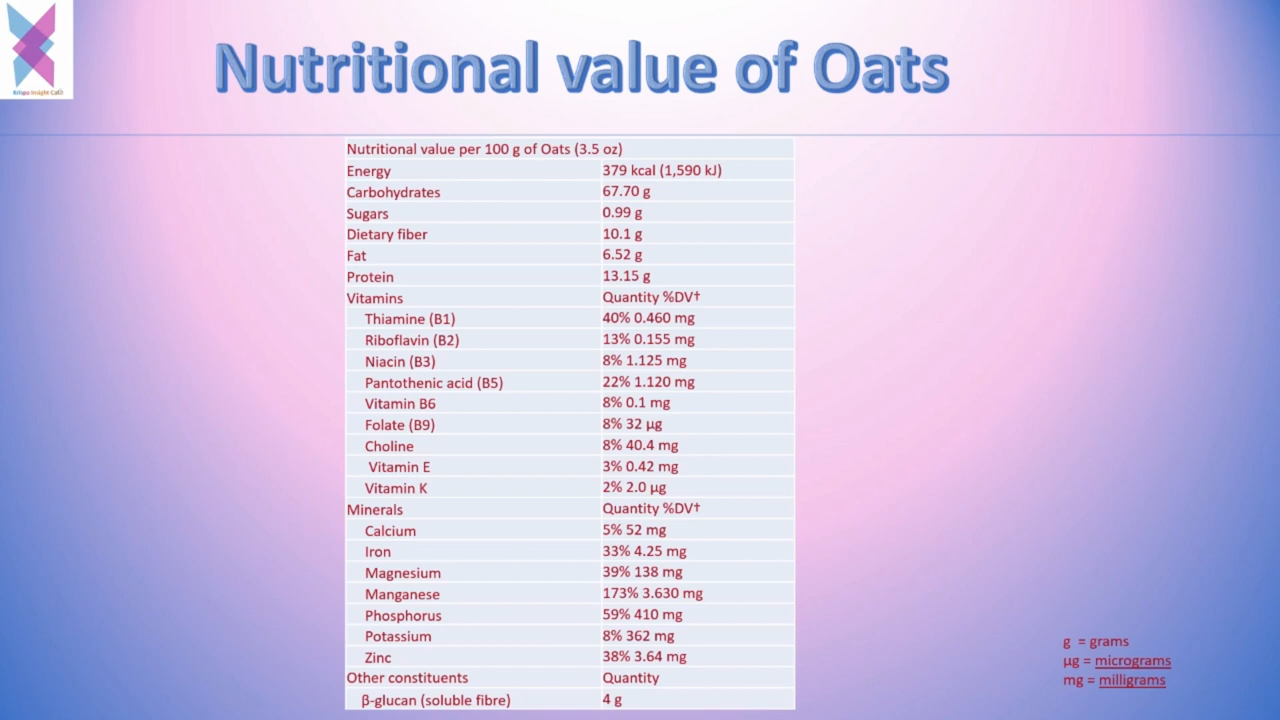 Insight Café
Nutritional value of Oats
Nutritional value per 100 g of Oats (3.5 oz)
Energy 379 kcal (1,590 kJ)
Carbohydrates 67.70 g
Sugars 0.99 g
Dietary fiber 10.1 g
Fat 6.52 g
Protein 13.15 g
Vitamins Quantity %DV†
Thiamine (B1) 40% 0.460 mg
Riboflavin (B2) 13% 0.155 mg
Niacin (B3) 8% 1.125 mg
Pantothenic acid (B5) 22% 1.120 mg
Vitamin B6 8% 0.1 mg
Folate (B9) 8% 32 µg
Choline 8% 40.4 mg
Vitamin E 3% 0.42 mg
Vitamin K 2% 2.0 µg
Minerals Quantity %DV†
Calcium 5% 52 mg
Iron 33% 4.25 mg
Magnesium 39% 138 mg
Manganese 173% 3.630 mg
Phosphorus 59% 410 mg
Potassium 8% 362 mg
Zinc 38% 3.64 mg
Other constituents Quantity
β-glucan (soluble fibre) 4 g
g = grams
µg = micrograms
mg = milligrams